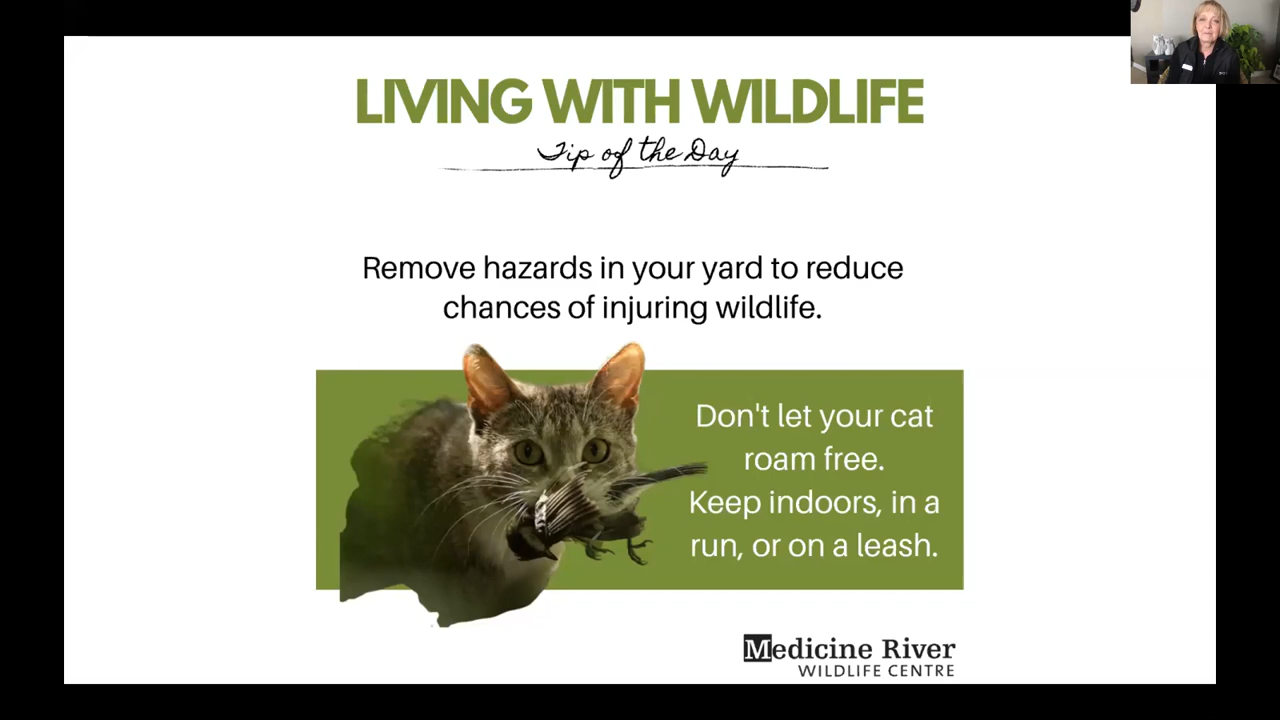 LIVING WITH WILDLIFE
Tip of the Day
Remove hazards in your yard to reduce
chances of injuring wildlife.
Don't let your cat
roam free.
Keep indoors, in a
run, or on a leash.
Medicine River
WILDLIFE CENTRE